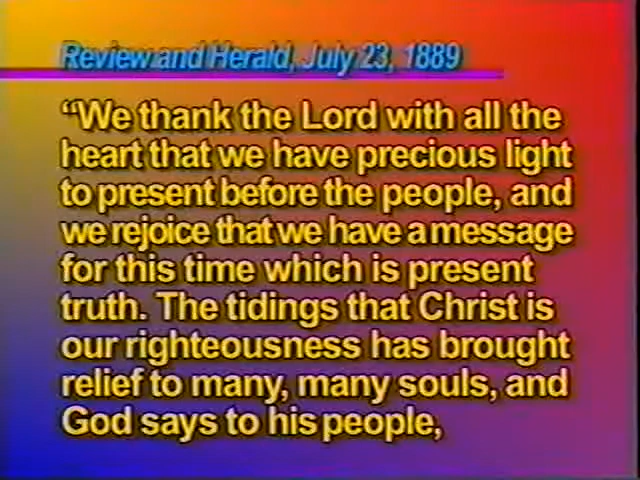 Review and Herald, July 23, 1889
“We thank the Lord with all the
heart that we have precious light
to present before the people, and
we rejoice that we have a message
for this time which is present
truth. The tidings that Christ is
our righteousness has brought
relief to many, many souls, and
God says to his people,